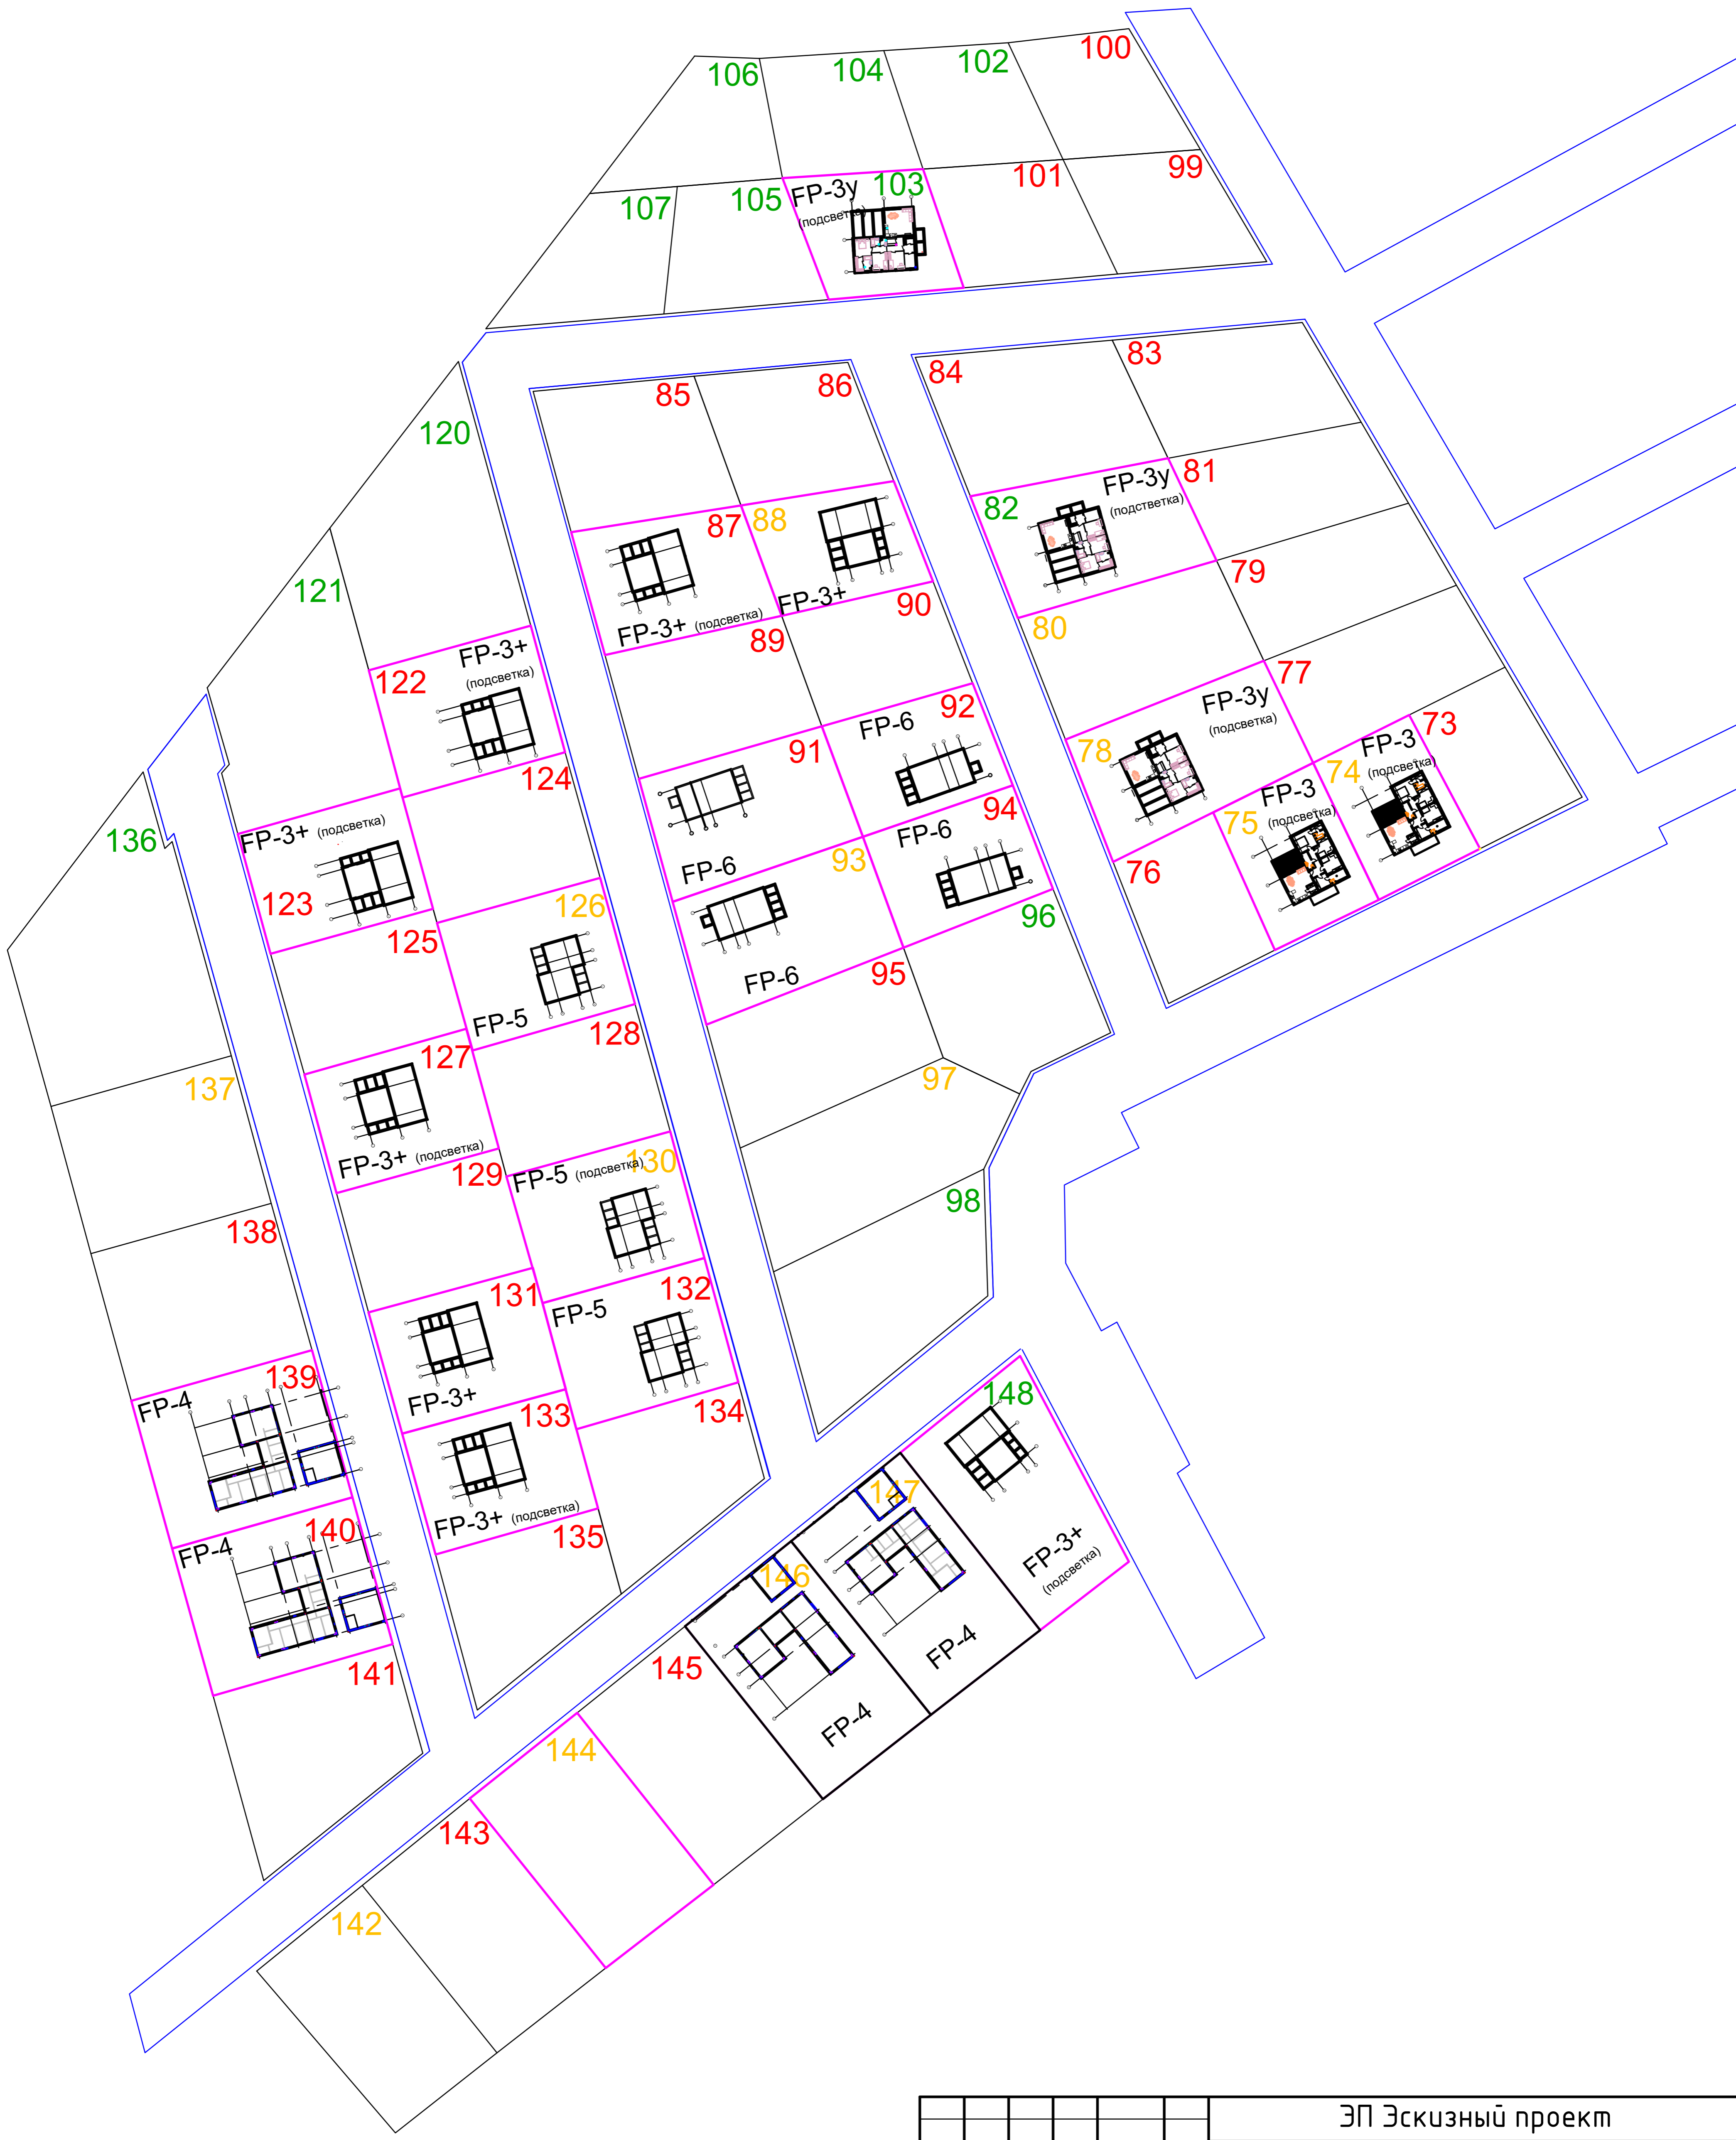 100
102
104
106
99
101
FP-3у
103
(подсветка)
105
107
83
84
86
85
120
81
FP-3у
(подстветка)
82
87
88
FP-3+
FP-3+ (подсветка)
90
89
79
80
121
FP-3+
(подсветка)
122
124
77
FP-3у
(подсветка)
78
73
FP-3
(подсветка)
74
FP-3
(подсветка)
75
76
92
FP-6
91
FP-6
94
FP-6
93
FP-6
96
95
136
FP-3+ (подсветка)
123
125
126
FP-5
128
127
FP-3+ (подсветка)
129
97
137
98
138
130
FP-5 (подсветка)
132
FP-5
131
FP-3+
133
FP-3+ (подсветка)
134
135
139
FP-4
140
FP-4
141
148
FP-3+
(подсветка)
147
FP-4
146
FP-4
145
144
143
142
ЭП Эскизный проект